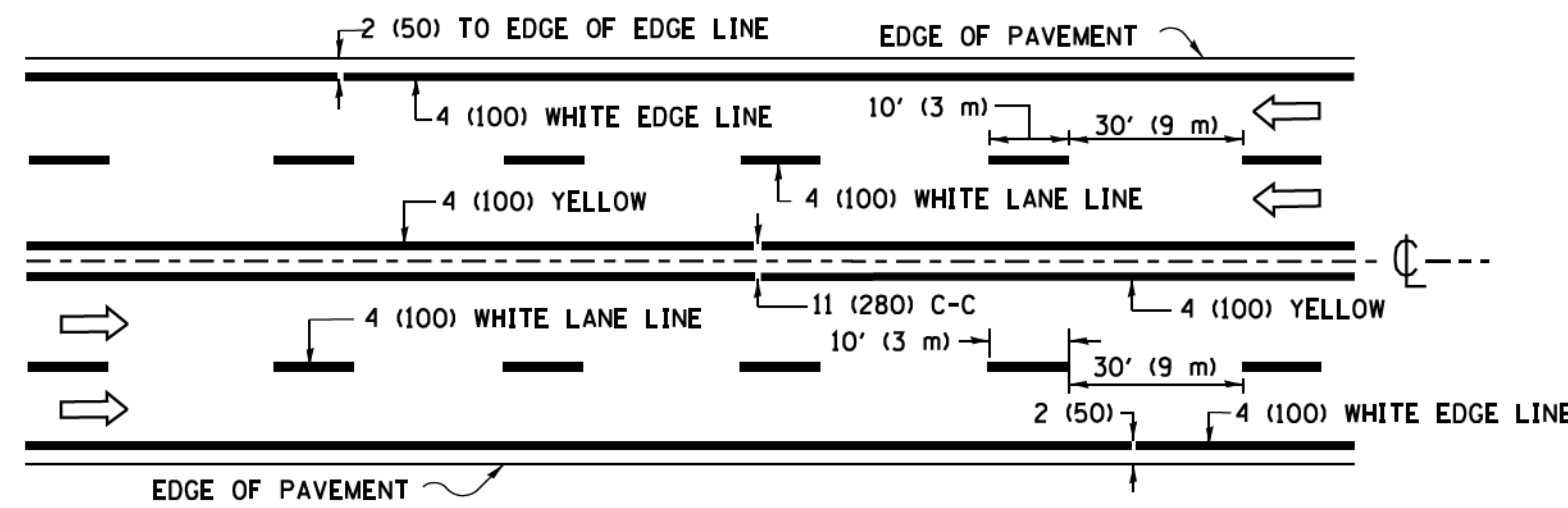 2 (50) TO EDGE OF EDGE LINE
EDGE OF PAVEMENT
4 (100) WHITE EDGE LINE
10' (3 m)
30' (9 m)
4 (100) YELLOW
4 (100) WHITE LANE LINE
℄
11 (280) C-C
4 (100) YELLOW
4 (100) WHITE LANE LINE
10' (3 m)
30' (9 m)
2 (50)
4 (100) WHITE EDGE LINE
EDGE OF PAVEMENT